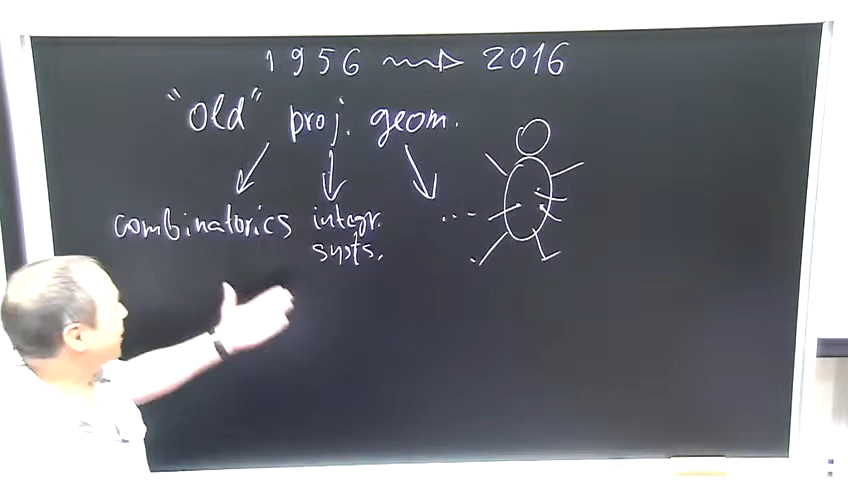 1956 ⇝ 2016
"old" proj. geom.
combinatorics integr. ...
systs.